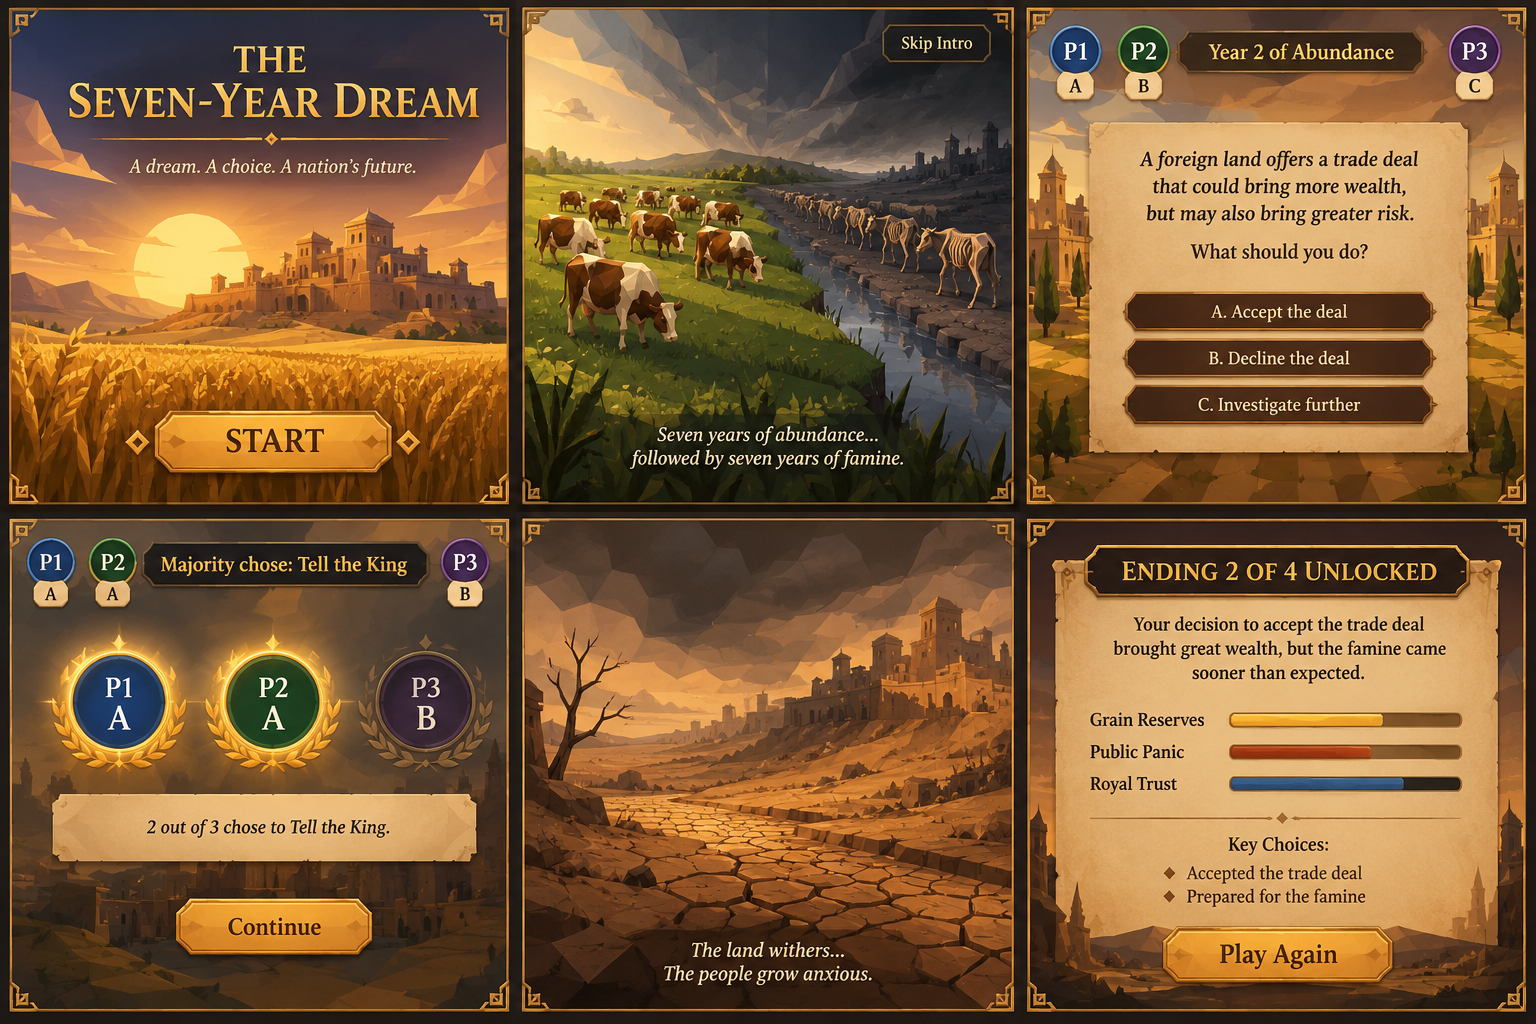 THE
SEVEN-YEAR DREAM
A dream. A choice. A nation's future.
START
Skip Intro
Seven years of abundance...
followed by seven years of famine.
P1
A
P2
B
Year 2 of Abundance
P3
C
A foreign land offers a trade deal
that could bring more wealth,
but may also bring greater risk.
What should you do?
A. Accept the deal
B. Decline the deal
C. Investigate further
P1
A
P2
A
Majority chose: Tell the King
P3
B
P1
A
P2
A
P3
B
2 out of 3 chose to Tell the King.
Continue
The land withers...
The people grow anxious.
ENDING 2 OF 4 UNLOCKED
Your decision to accept the trade deal
brought great wealth, but the famine came
sooner than expected.
Grain Reserves
Public Panic
Royal Trust
Key Choices:
Accepted the trade deal
Prepared for the famine
Play Again